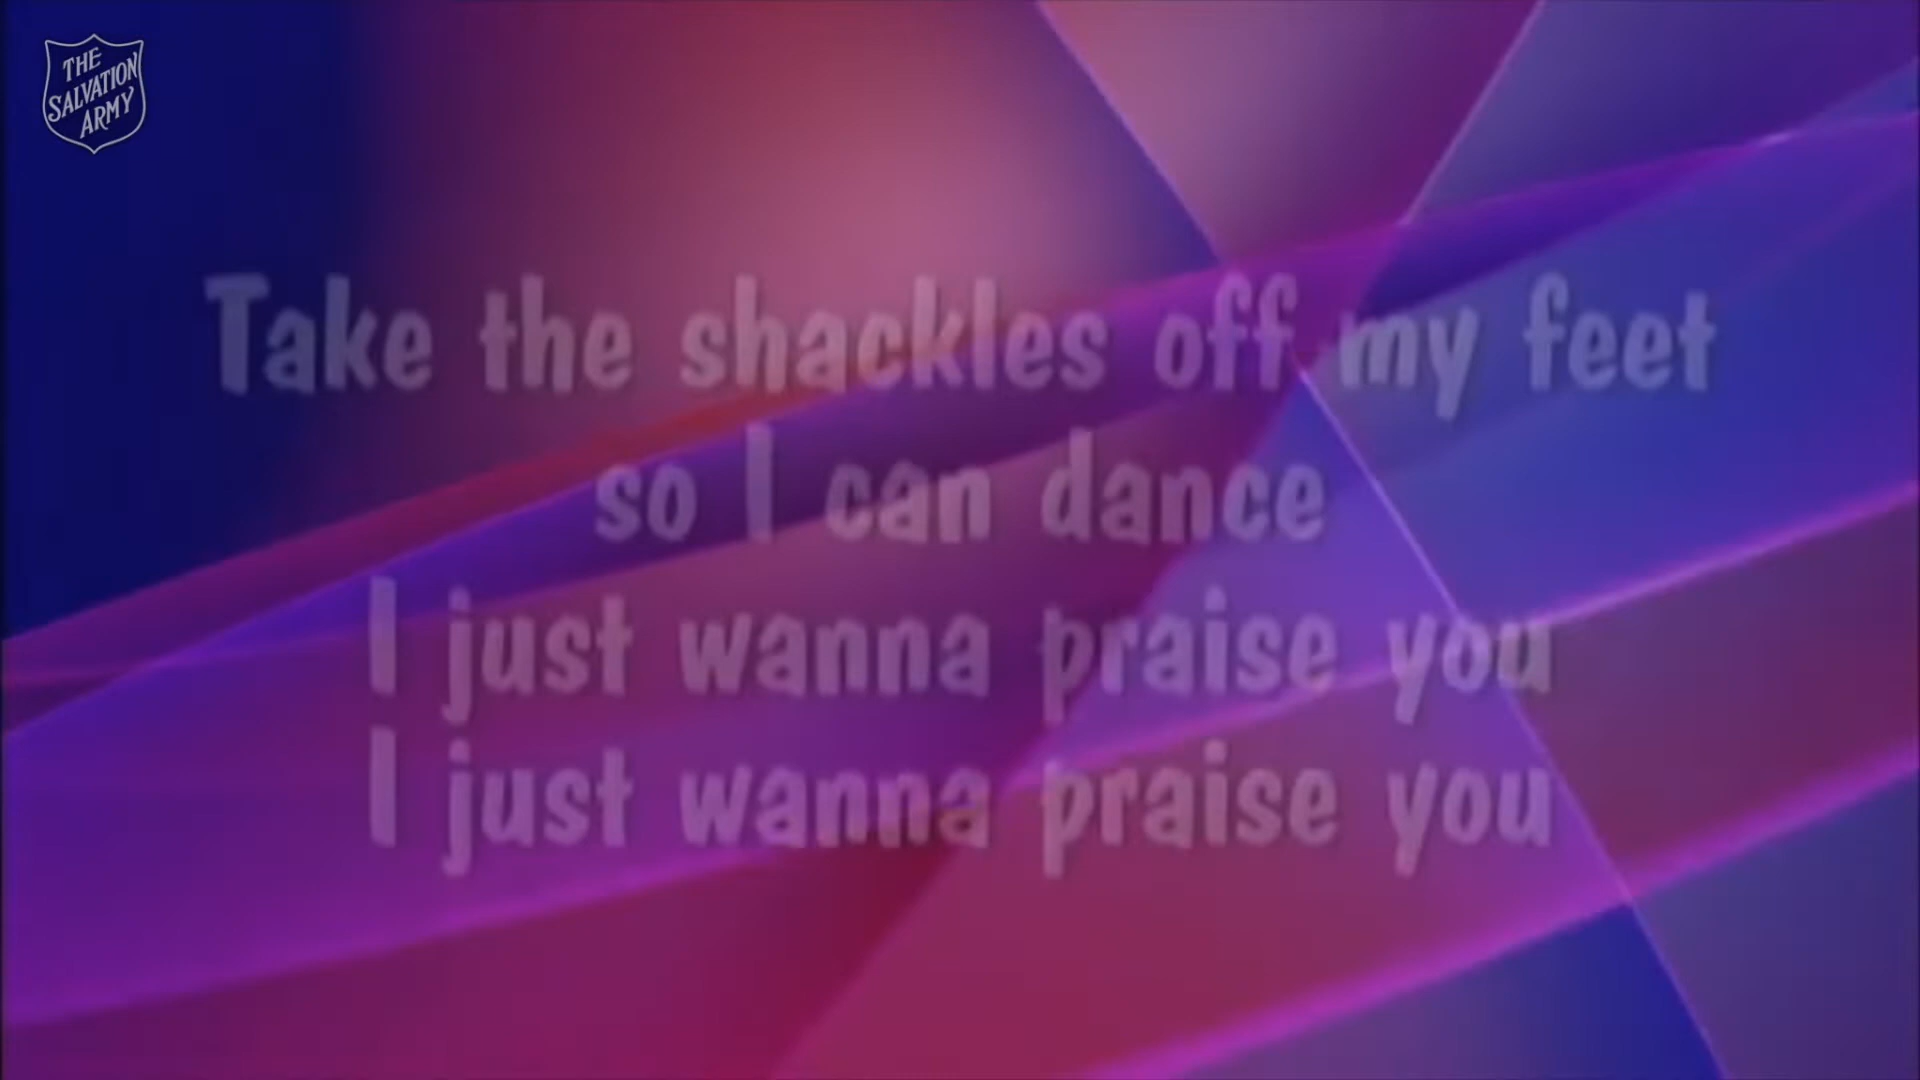 THE
SALVATION
ARMY
Take the shackles off my feet
so I can dance
I just wanna praise you
I just wanna praise you